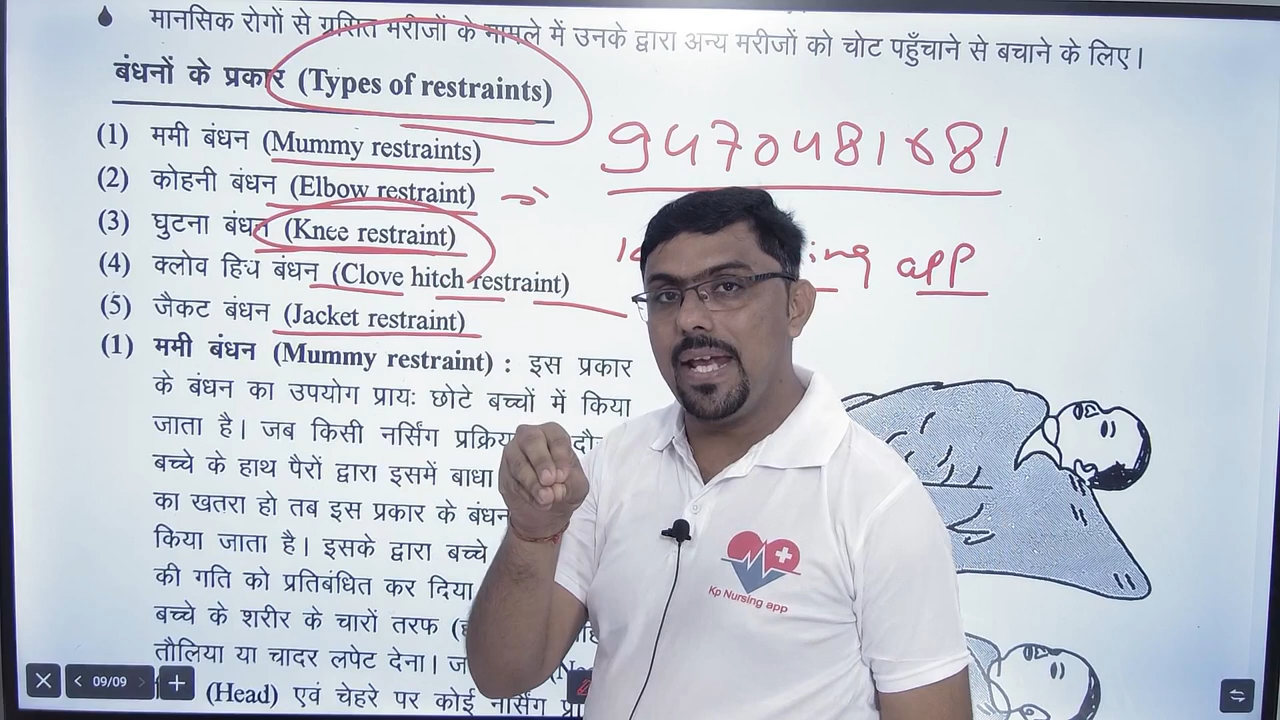 मानसिक रोगों से ग्रसित मरीजों के मामले में उनके द्वारा अन्य मरीजों को चोट पहुँचाने से बचाने के लिए।
बंधनों के प्रकार (Types of restraints)
(1) ममी बंधन (Mummy restraints)
9470481681
(2) कोहनी बंधन (Elbow restraint)
(3) घुटना बंधन (Knee restraint)
ing app
(4) क्लोव हिच बंधन (Clove hitch restraint)
(5) जैकट बंधन (Jacket restraint)
(1) ममी बंधन (Mummy restraint) : इस प्रकार
के बंधन का उपयोग प्रायः छोटे बच्चों में किया
जाता है। जब किसी नर्सिंग
बच्चे के हाथ पैरों द्वारा इसमें बाधा
का खतरा हो तब इस प्रकार के बंधन
किया जाता है। इसके द्वारा बच्चे
की गति को प्रतिबंधित कर दिया
बच्चे के शरीर के चारों तरफ
तौलिया या चादर लपेट देना।
(Head) एवं चेहरे पर कोई नर्सिंग
Kp Nursing app
09/09